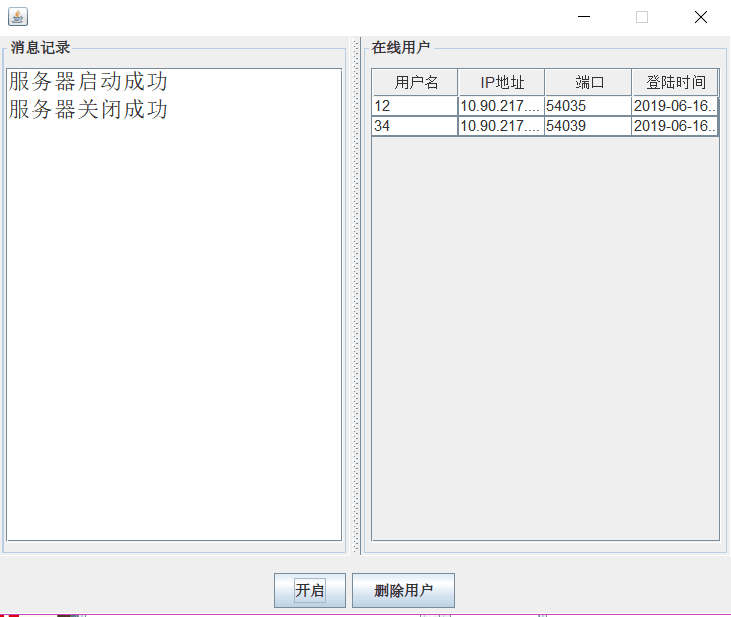 消息记录
服务器启动成功
服务器关闭成功
在线用户
用户名 IP地址 端口 登陆时间
12 10.90.217.... 54035 2019-06-16...
34 10.90.217.... 54039 2019-06-16...
开启 删除用户